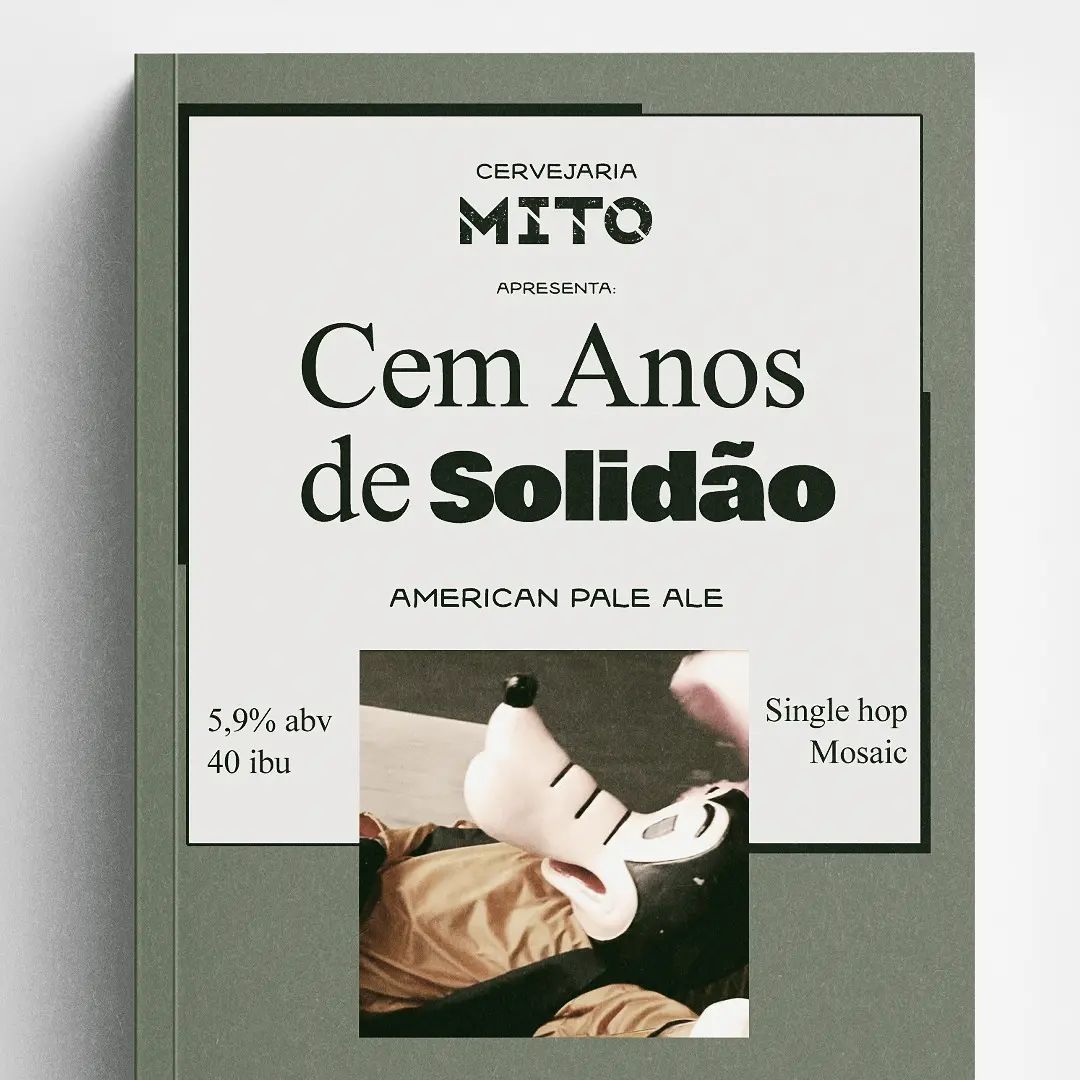 CERVEJARIA
MITO
APRESENTA:
Cem Anos
de Solidão
AMERICAN PALE ALE
5,9% abv
40 ibu
Single hop
Mosaic